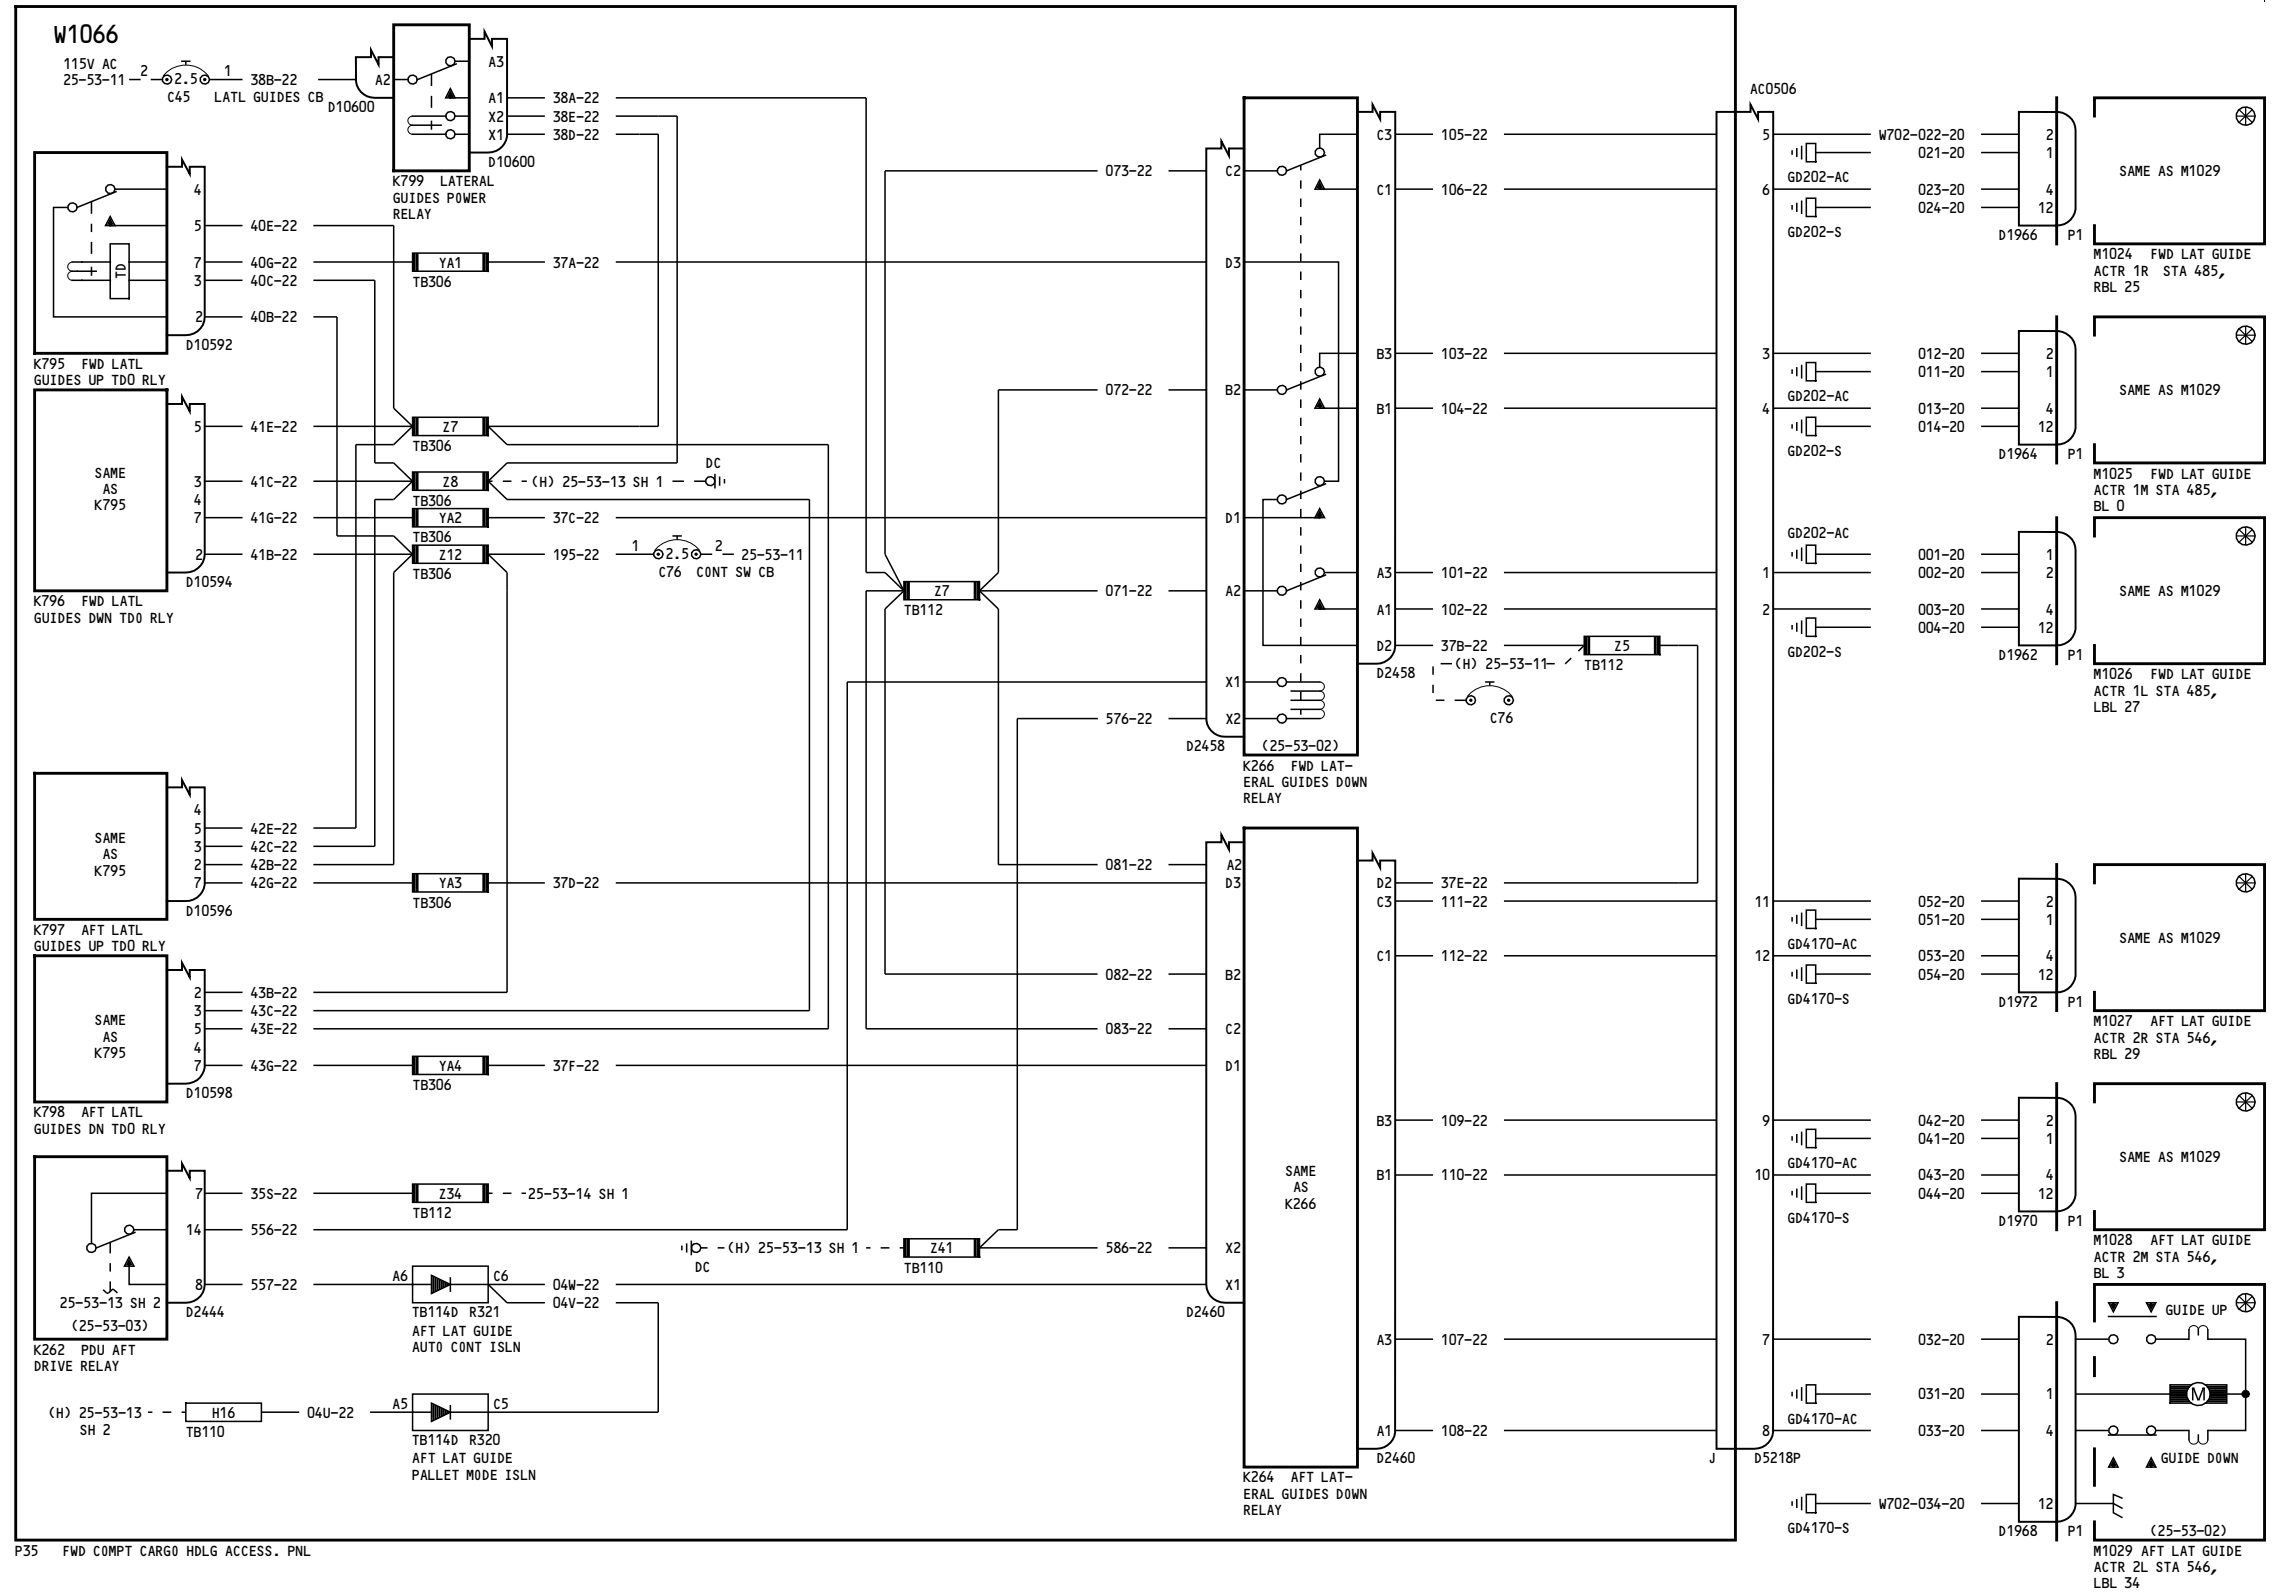 W1066
115V AC
25-53-11
2
2.5
1
C45
38B-22
LATL GUIDES CB
A2
D10600
A3
A1
X2
X1
D10600
38A-22
38E-22
38D-22
K799 LATERAL
GUIDES POWER
RELAY
4
5
7
3
2
TD
D10592
40E-22
40G-22
40C-22
40B-22
YA1
TB306
37A-22
K795 FWD LATL
GUIDES UP TDO RLY
SAME
AS
K795
5
3
4
7
2
D10594
41E-22
41C-22
41G-22
41B-22
Z7
TB306
Z8
TB306
YA2
TB306
Z12
TB306
(H) 25-53-13 SH 1
DC
37C-22
195-22
1
2.5
2
25-53-11
C76 CONT SW CB
K796 FWD LATL
GUIDES DWN TDO RLY
SAME
AS
K795
4
5
3
2
7
D10596
42E-22
42C-22
42B-22
42G-22
YA3
TB306
37D-22
K797 AFT LATL
GUIDES UP TDO RLY
SAME
AS
K795
2
3
5
4
7
D10598
43B-22
43C-22
43E-22
43G-22
YA4
TB306
37F-22
K798 AFT LATL
GUIDES DN TDO RLY
7
14
8
D2444
25-53-13 SH 2
(25-53-03)
K262 PDU AFT
DRIVE RELAY
35S-22
556-22
557-22
Z34
TB112
25-53-14 SH 1
A6
C6
TB114D R321
AFT LAT GUIDE
AUTO CONT ISLN
04W-22
04V-22
(H) 25-53-13
SH 2
H16
TB110
04U-22
A5
C5
TB114D R320
AFT LAT GUIDE
PALLET MODE ISLN
DC
(H) 25-53-13 SH 1
Z41
TB110
Z7
TB112
073-22
072-22
071-22
576-22
081-22
082-22
083-22
586-22
C2
D3
B2
D1
A2
X1
X2
D2458
C3
C1
B3
B1
A3
A1
D2
D2458
(25-53-02)
K266 FWD LAT-
ERAL GUIDES DOWN
RELAY
105-22
106-22
103-22
104-22
101-22
102-22
37B-22
(H) 25-53-11
C76
Z5
TB112
A2
D3
B2
C2
D1
X2
X1
D2460
SAME
AS
K266
D2
C3
C1
B3
B1
A3
A1
D2460
K264 AFT LAT-
ERAL GUIDES DOWN
RELAY
37E-22
111-22
112-22
109-22
110-22
107-22
108-22
AC0506
5
6
3
4
1
2
11
12
9
10
7
8
J
D5218P
W702-022-20
021-20
GD202-AC
023-20
024-20
GD202-S
2
1
4
12
D1966
P1
SAME AS M1029
M1024 FWD LAT GUIDE
ACTR 1R STA 485,
RBL 25
012-20
011-20
GD202-AC
013-20
014-20
GD202-S
2
1
4
12
D1964
P1
SAME AS M1029
M1025 FWD LAT GUIDE
ACTR 1M STA 485,
BL 0
GD202-AC
001-20
002-20
003-20
004-20
GD202-S
1
2
4
12
D1962
P1
SAME AS M1029
M1026 FWD LAT GUIDE
ACTR 1L STA 485,
LBL 27
052-20
051-20
GD4170-AC
053-20
054-20
GD4170-S
2
1
4
12
D1972
P1
SAME AS M1029
M1027 AFT LAT GUIDE
ACTR 2R STA 546,
RBL 29
042-20
041-20
GD4170-AC
043-20
044-20
GD4170-S
2
1
4
12
D1970
P1
SAME AS M1029
M1028 AFT LAT GUIDE
ACTR 2M STA 546,
BL 3
032-20
031-20
GD4170-AC
033-20
W702-034-20
GD4170-S
2
1
4
12
D1968
P1
GUIDE UP
M
GUIDE DOWN
(25-53-02)
M1029 AFT LAT GUIDE
ACTR 2L STA 546,
LBL 34
P35 FWD COMPT CARGO HDLG ACCESS. PNL